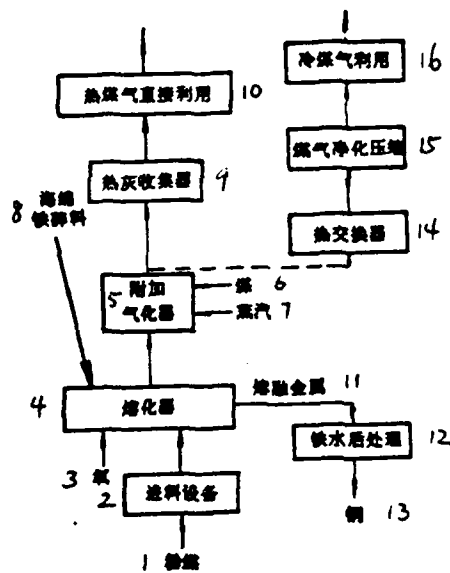 冷煤气利用 16
热煤气直接利用 10
煤气净化压缩 15
热灰收集器 9
海绵
8 铁碎料
热交换器 14
5 附加
气化器
煤 6
蒸汽 7
熔融金属 11
4 熔化器
铁水后处理 12
3 氧
2 进料设备
钢 13
1 粉煤